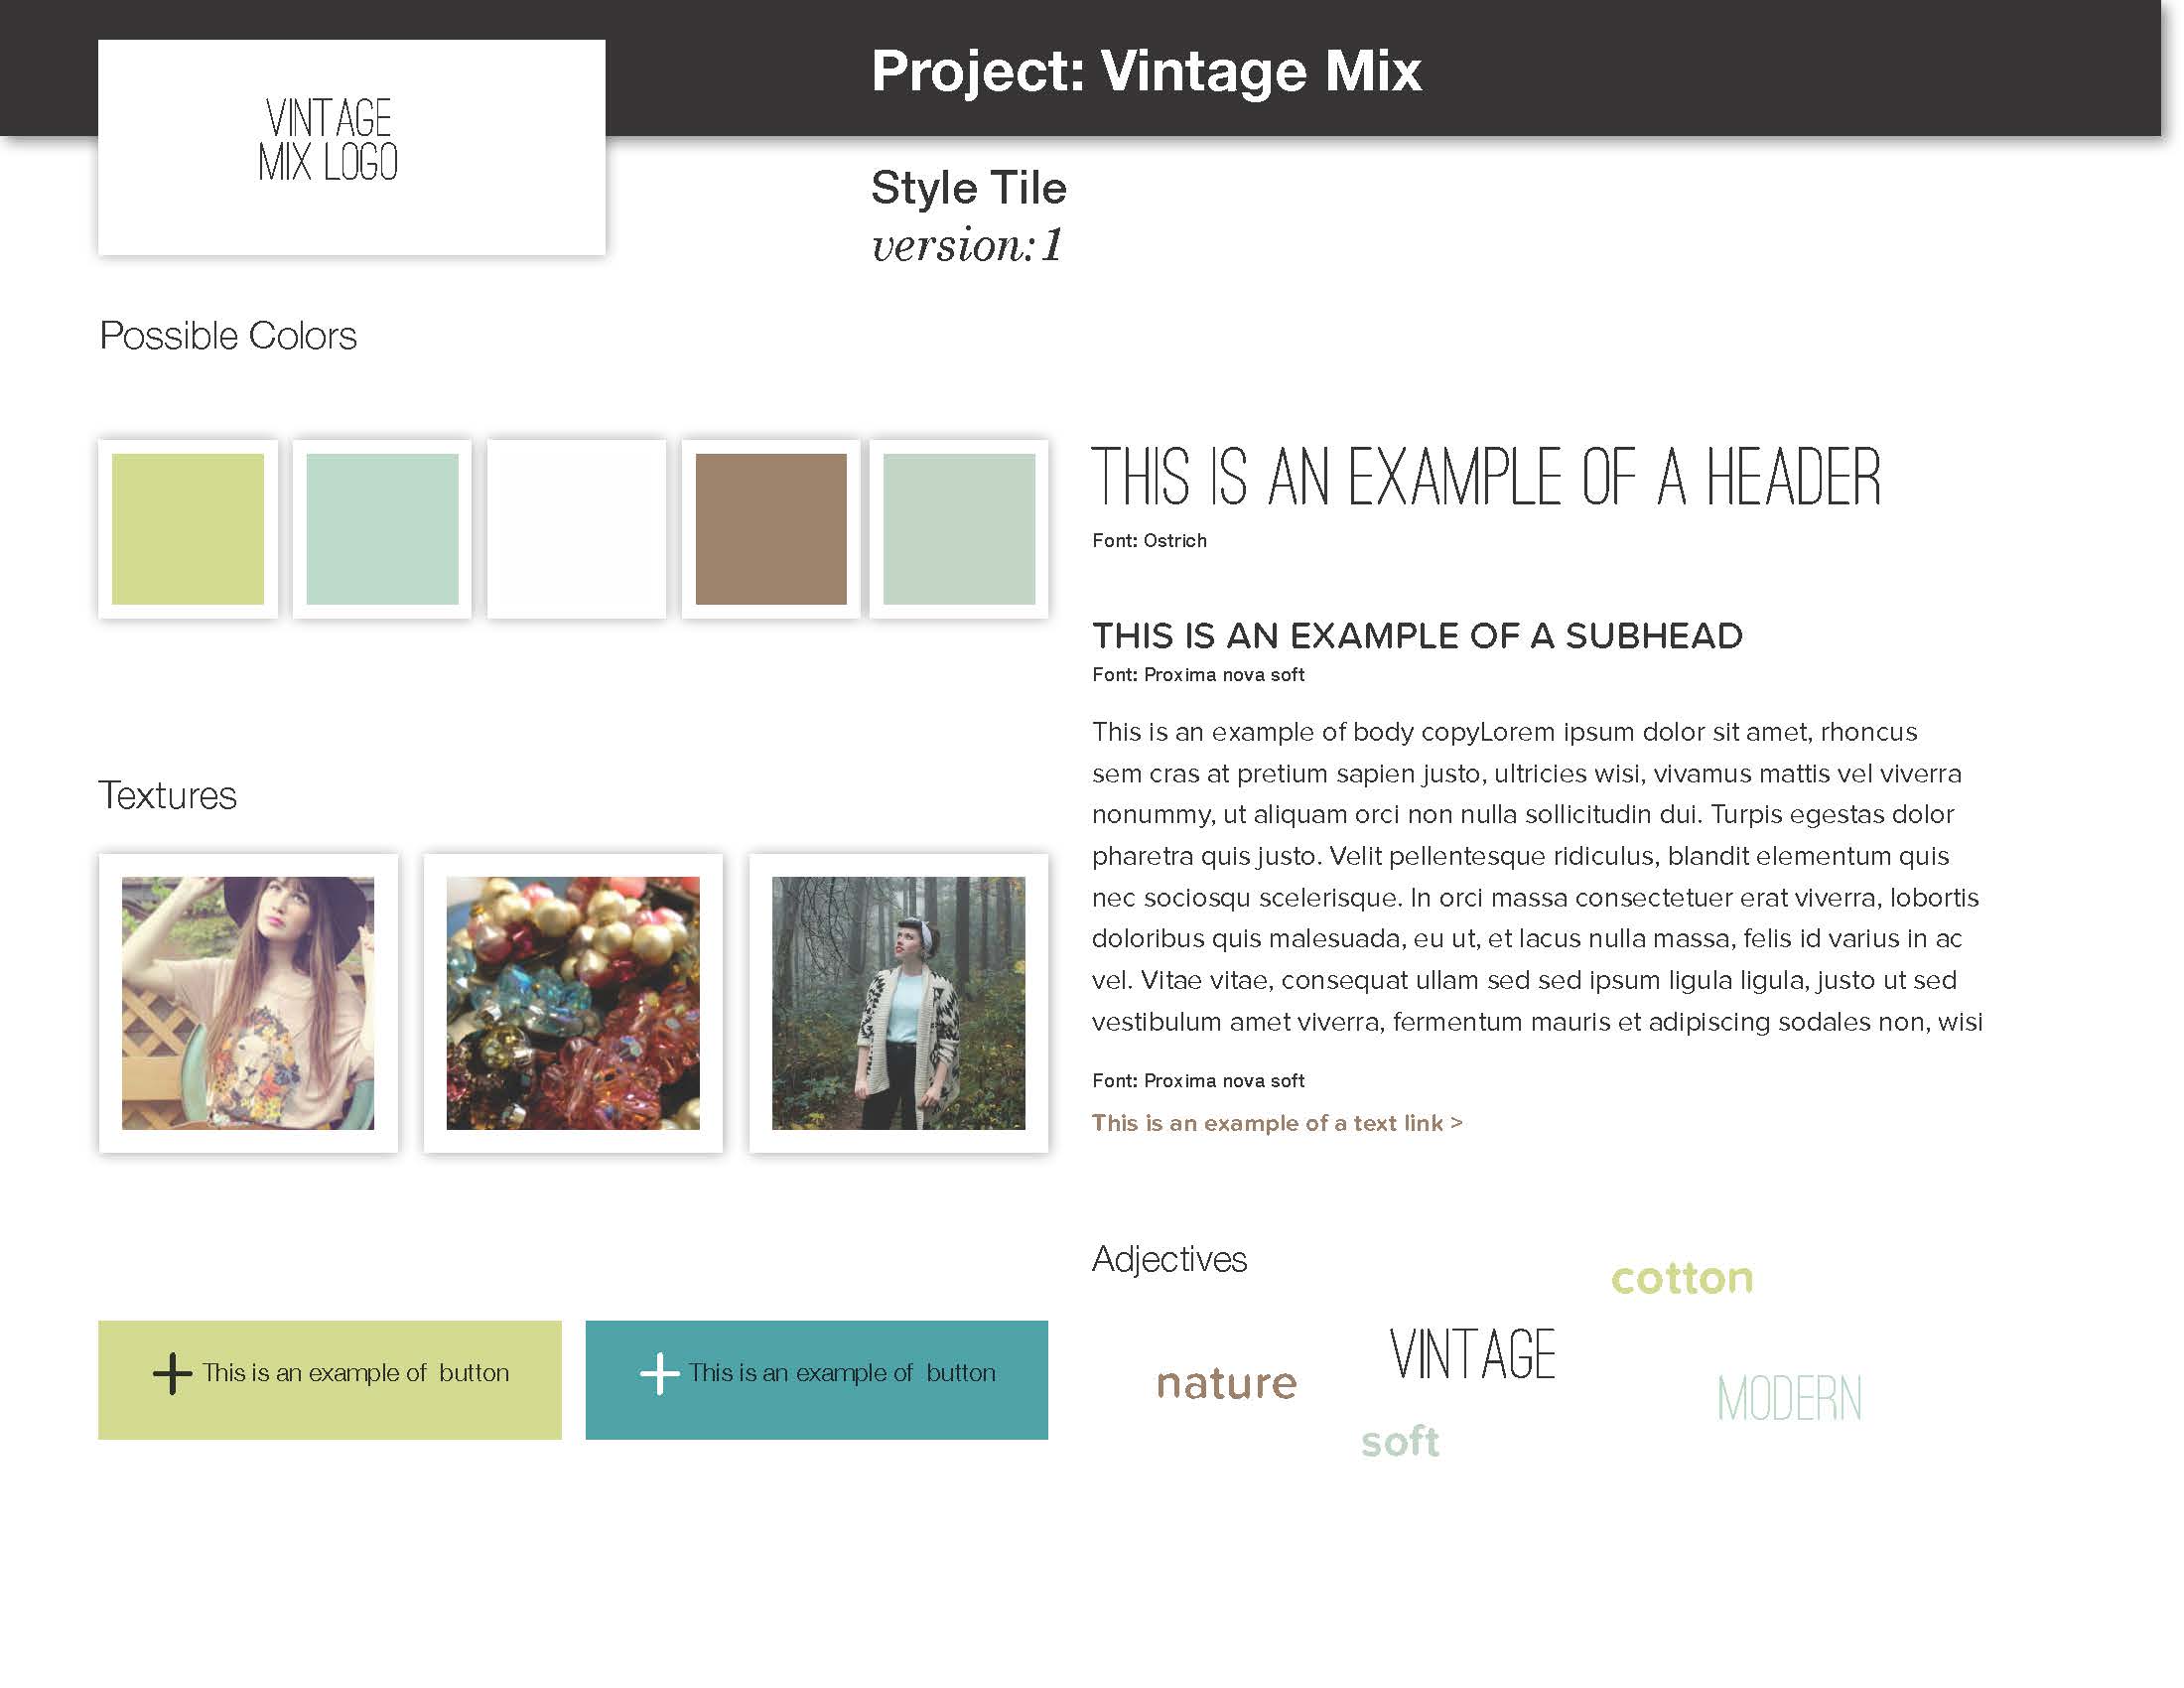 VINTAGE
MIX LOGO
Project: Vintage Mix
Style Tile
version: 1
Possible Colors
THIS IS AN EXAMPLE OF A HEADER
Font: Ostrich
THIS IS AN EXAMPLE OF A SUBHEAD
Font: Proxima nova soft
This is an example of body copyLorem ipsum dolor sit amet, rhoncus
sem cras at pretium sapien justo, ultricies wisi, vivamus mattis vel viverra
nonummy, ut aliquam orci non nulla sollicitudin dui. Turpis egestas dolor
pharetra quis justo. Velit pellentesque ridiculus, blandit elementum quis
nec sociosqu scelerisque. In orci massa consectetuer erat viverra, lobortis
doloribus quis malesuada, eu ut, et lacus nulla massa, felis id varius in ac
vel. Vitae vitae, consequat ullam sed sed ipsum ligula ligula, justo ut sed
vestibulum amet viverra, fermentum mauris et adipiscing sodales non, wisi
Font: Proxima nova soft
This is an example of a text link >
Textures
+ This is an example of button
+ This is an example of button
Adjectives
cotton
VINTAGE
nature
MODERN
soft